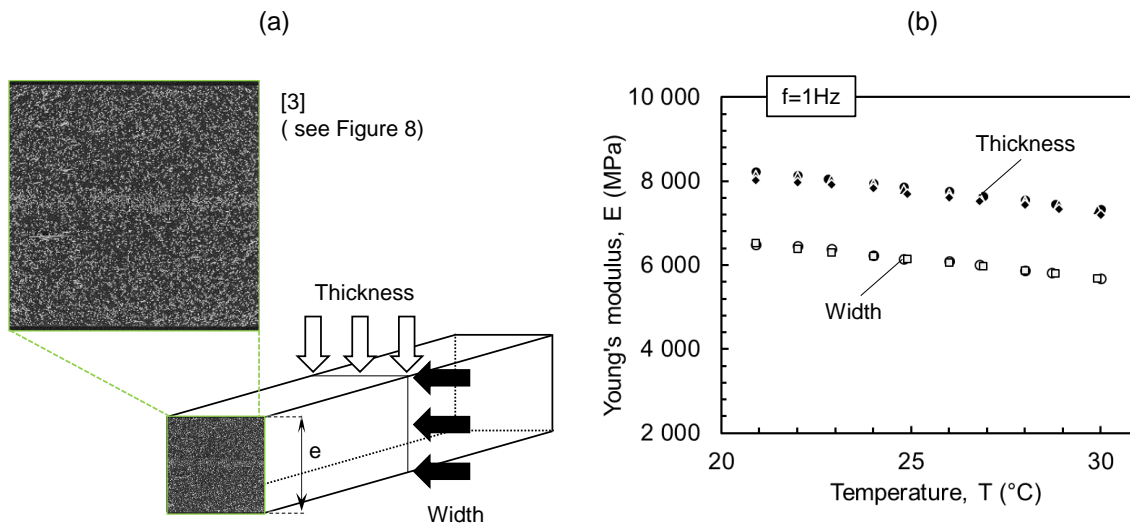 (a)
[3]
( see Figure 8)
Thickness
e
Width
(b)
f=1Hz
10 000
8 000
6 000
4 000
2 000
Young's modulus, E (MPa)
Thickness
Width
20
25
30
Temperature, T (°C)